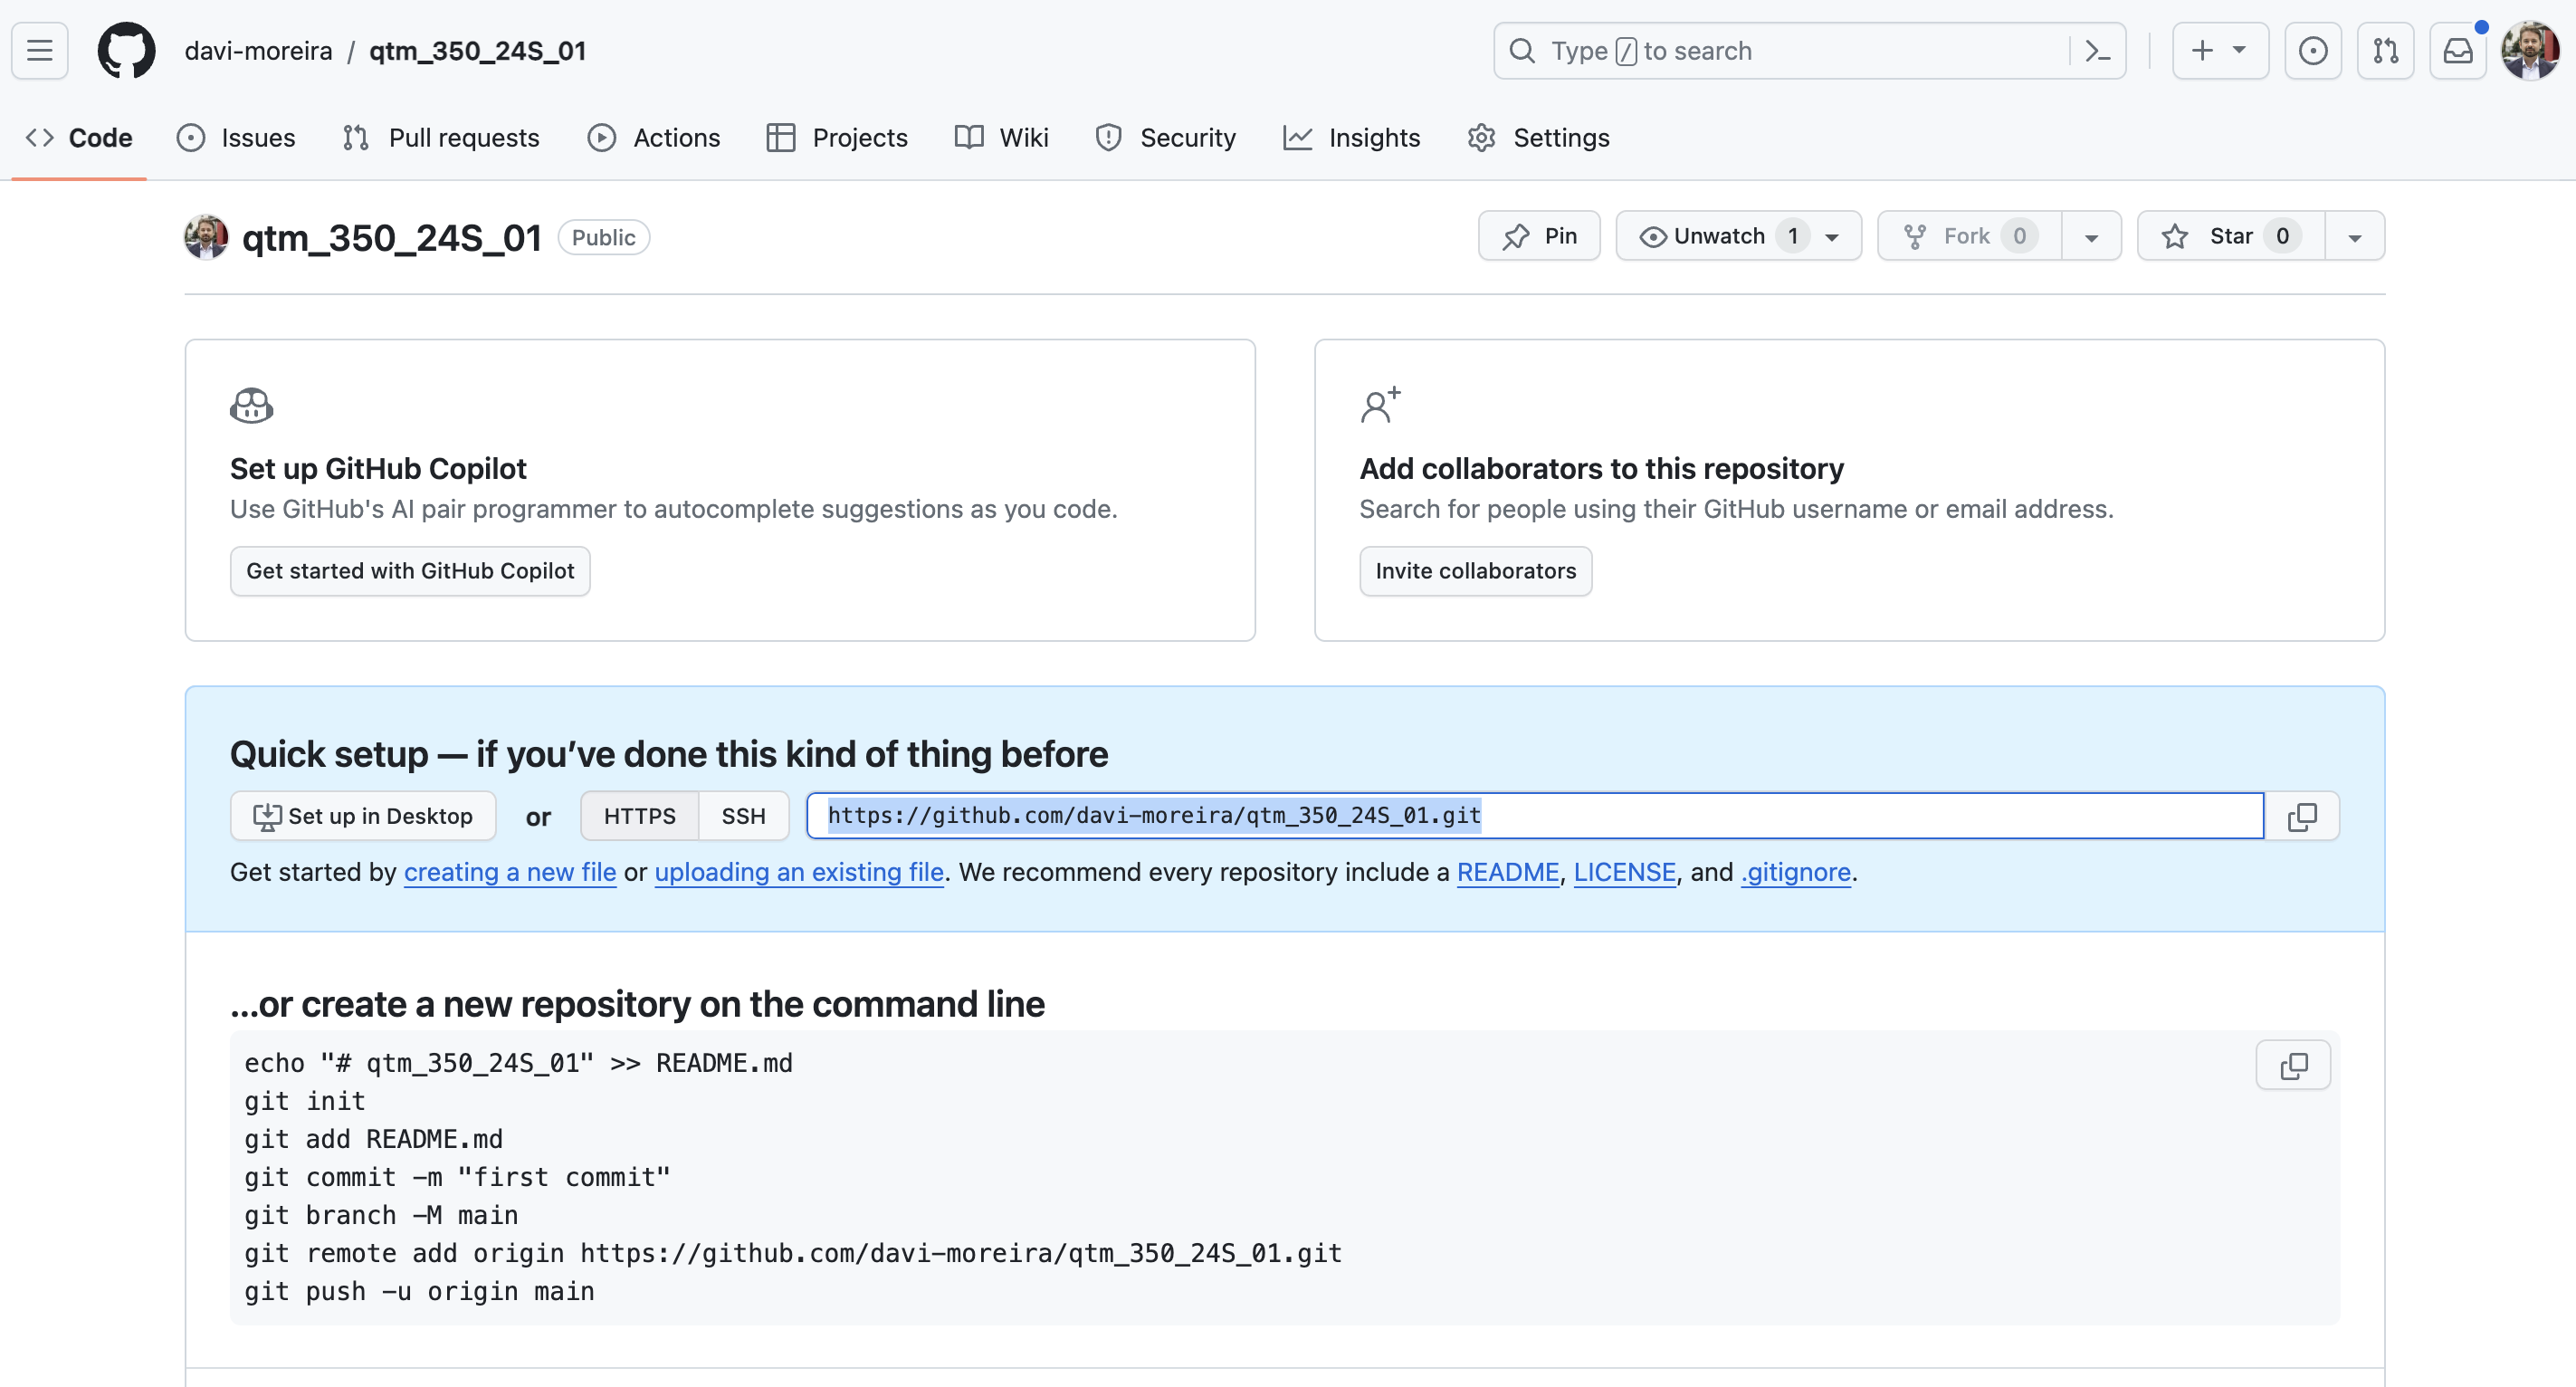 davi-moreira / qtm_350_24S_01
Type / to search
Code Issues Pull requests Actions Projects Wiki Security Insights Settings
qtm_350_24S_01 Public
Pin Unwatch 1 Fork 0 Star 0
Set up GitHub Copilot
Use GitHub's AI pair programmer to autocomplete suggestions as you code.
Get started with GitHub Copilot
Add collaborators to this repository
Search for people using their GitHub username or email address.
Invite collaborators
Quick setup — if you’ve done this kind of thing before
Set up in Desktop or HTTPS SSH https://github.com/davi-moreira/qtm_350_24S_01.git
Get started by creating a new file or uploading an existing file. We recommend every repository include a README, LICENSE, and .gitignore.
…or create a new repository on the command line
echo "# qtm_350_24S_01" >> README.md
git init
git add README.md
git commit -m "first commit"
git branch -M main
git remote add origin https://github.com/davi-moreira/qtm_350_24S_01.git
git push -u origin main